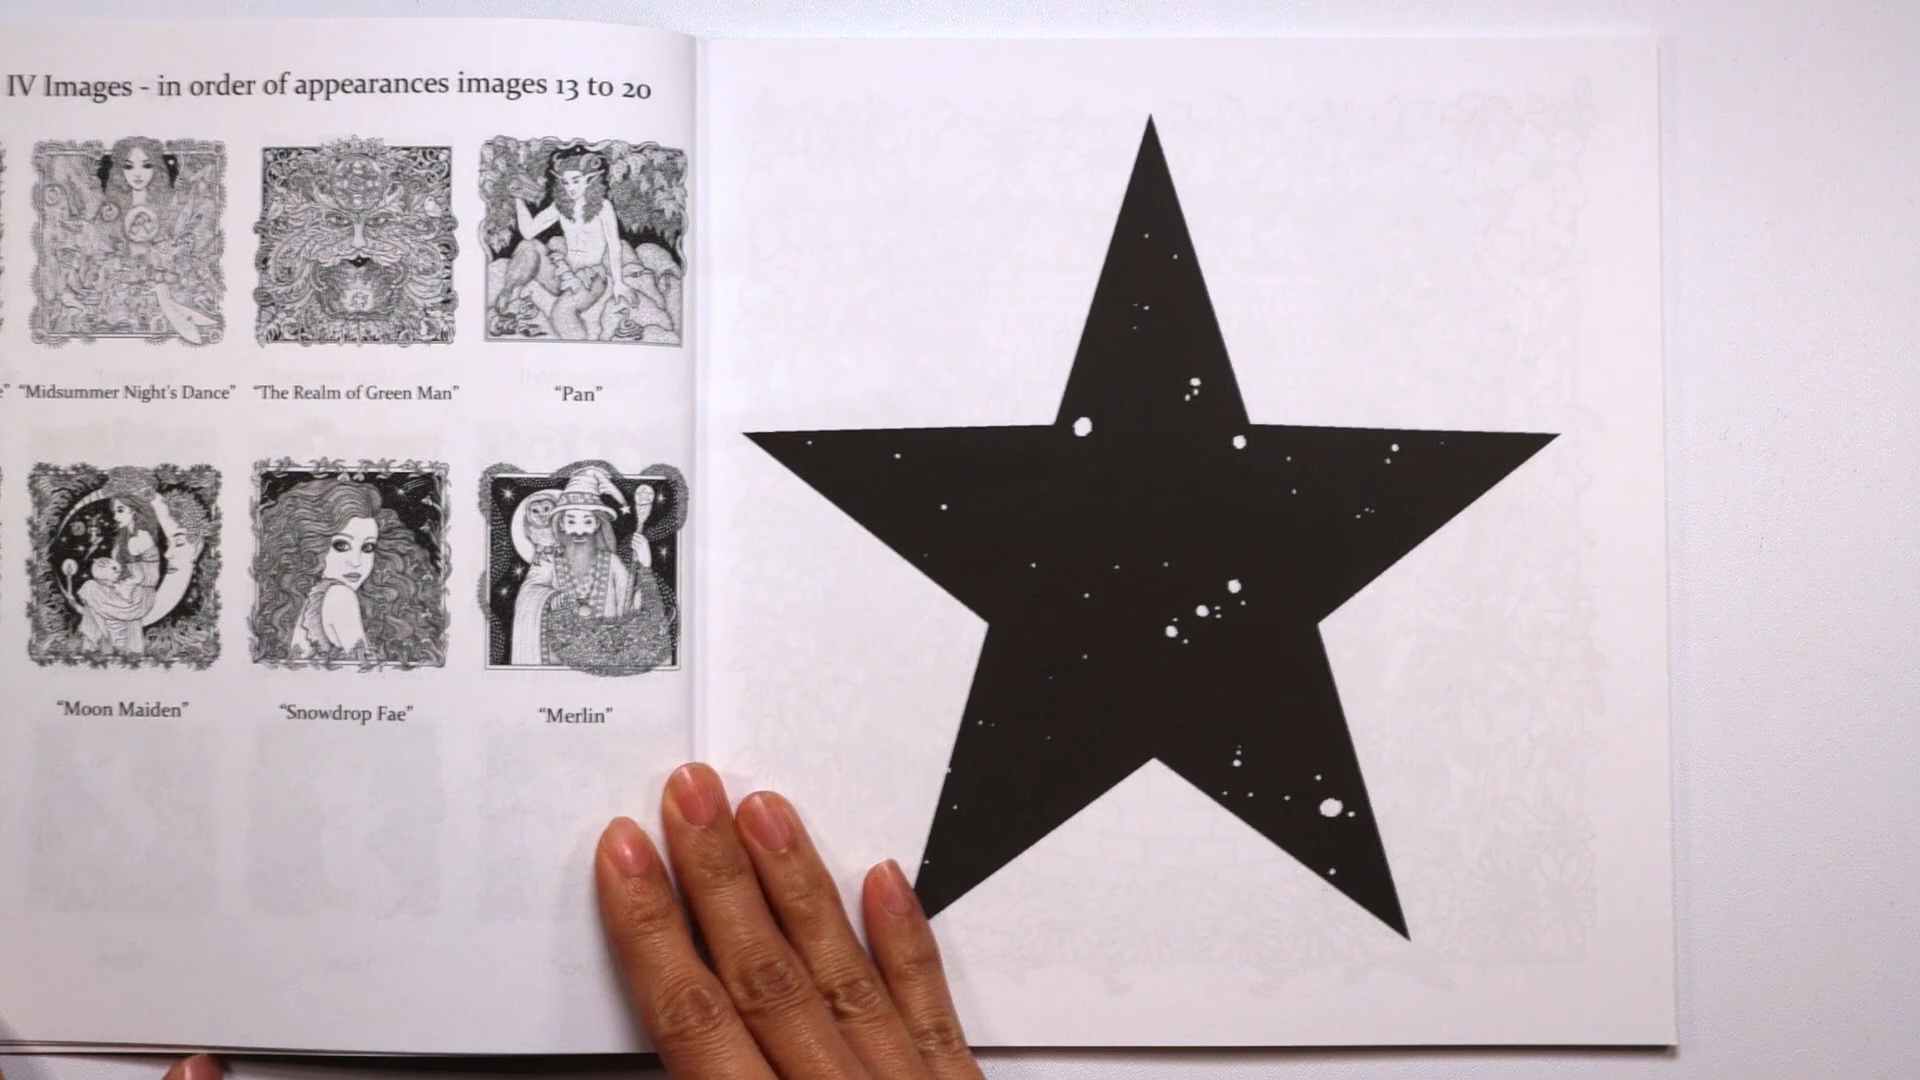 IV Images - in order of appearances images 13 to 20
“Midsummer Night's Dance” “The Realm of Green Man” “Pan”
“Moon Maiden” “Snowdrop Fae” “Merlin”